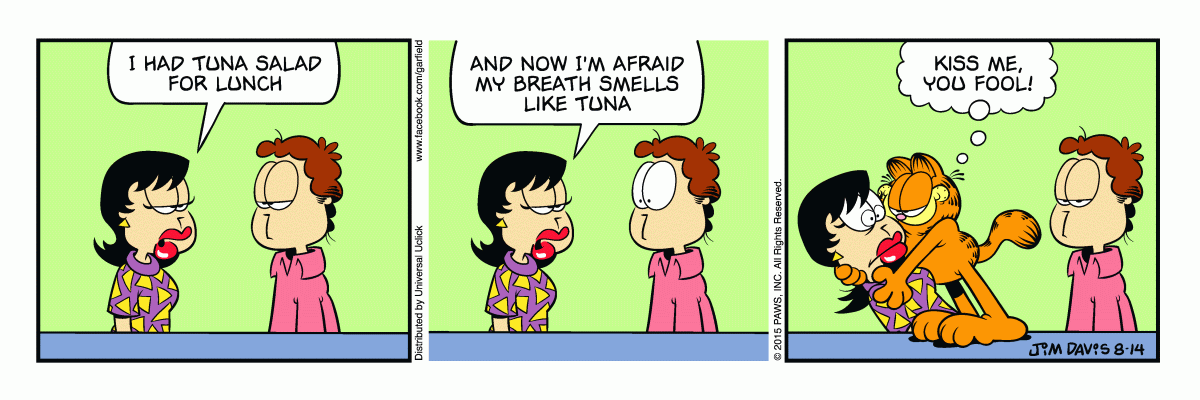 I HAD TUNA SALAD
FOR LUNCH
Distributed by Universal Uclick
www.facebook.com/garfield
AND NOW I'M AFRAID
MY BREATH SMELLS
LIKE TUNA
© 2015 PAWS, INC. All Rights Reserved.
KISS ME,
YOU FOOL!
JIM DAVIS 8-14